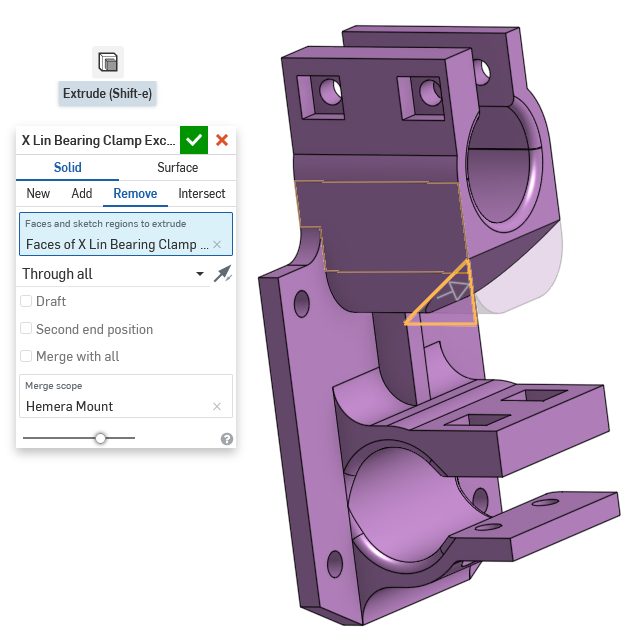 Extrude (Shift-e)
X Lin Bearing Clamp Exc...
Solid Surface
New Add Remove Intersect
Faces and sketch regions to extrude
Faces of X Lin Bearing Clamp ...
Through all
Draft
Second end position
Merge with all
Merge scope
Hemera Mount
?